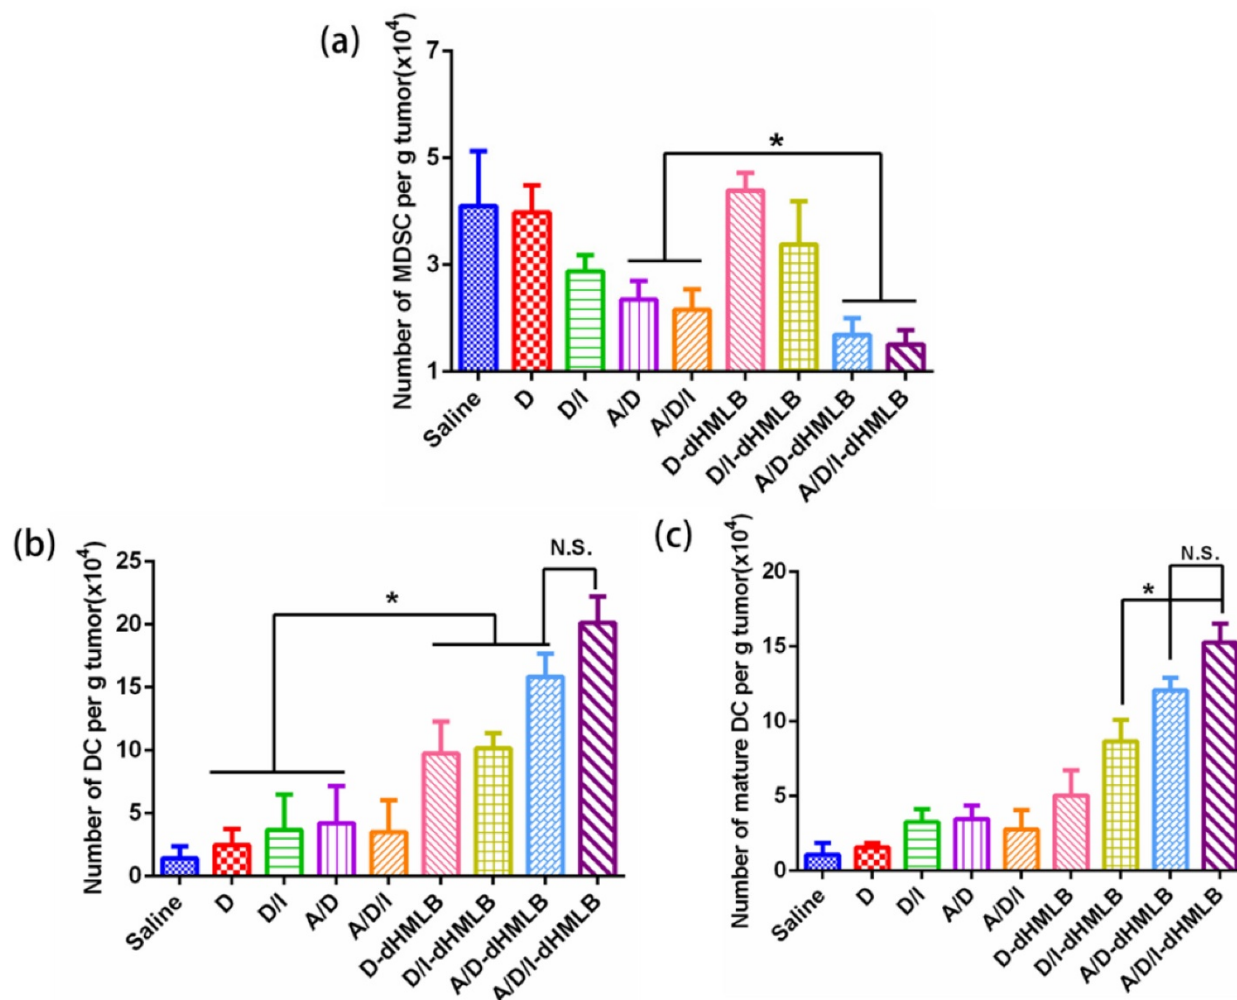 (a)
Number of MDSC per g tumor(x10⁴)
7
5
3
1
*
Saline
D
D/I
A/D
A/D/I
D-dHMLB
D/I-dHMLB
A/D-dHMLB
A/D/I-dHMLB
(b)
Number of DC per g tumor(x10⁴)
25
20
15
10
5
0
*
N.S.
Saline
D
D/I
A/D
A/D/I
D-dHMLB
D/I-dHMLB
A/D-dHMLB
A/D/I-dHMLB
(c)
Number of mature DC per g tumor(x10⁴)
20
15
10
5
0
N.S.
*
Saline
D
D/I
A/D
A/D/I
D-dHMLB
D/I-dHMLB
A/D-dHMLB
A/D/I-dHMLB